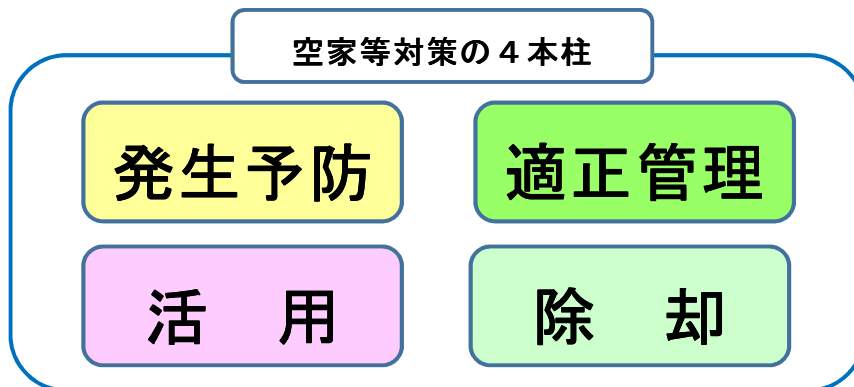 空家等対策の４本柱
発生予防
適正管理
活　用
除　却